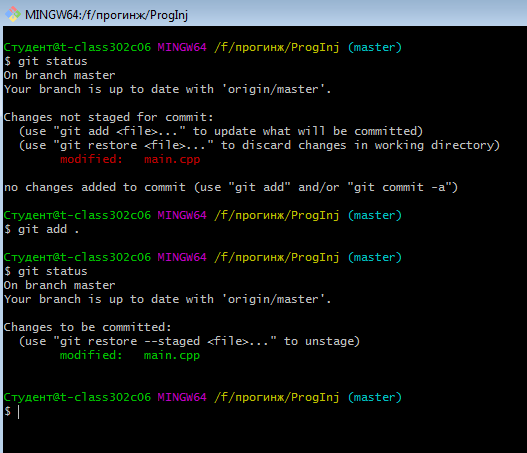 MINGW64:/f/прогинж/ProgInj
Студент@t-class302c06 MINGW64 /f/прогинж/ProgInj (master)
$ git status
On branch master
Your branch is up to date with 'origin/master'.
Changes not staged for commit:
(use "git add <file>..." to update what will be committed)
(use "git restore <file>..." to discard changes in working directory)
modified:   main.cpp
no changes added to commit (use "git add" and/or "git commit -a")
Студент@t-class302c06 MINGW64 /f/прогинж/ProgInj (master)
$ git add .
Студент@t-class302c06 MINGW64 /f/прогинж/ProgInj (master)
$ git status
On branch master
Your branch is up to date with 'origin/master'.
Changes to be committed:
(use "git restore --staged <file>..." to unstage)
modified:   main.cpp
Студент@t-class302c06 MINGW64 /f/прогинж/ProgInj (master)
$